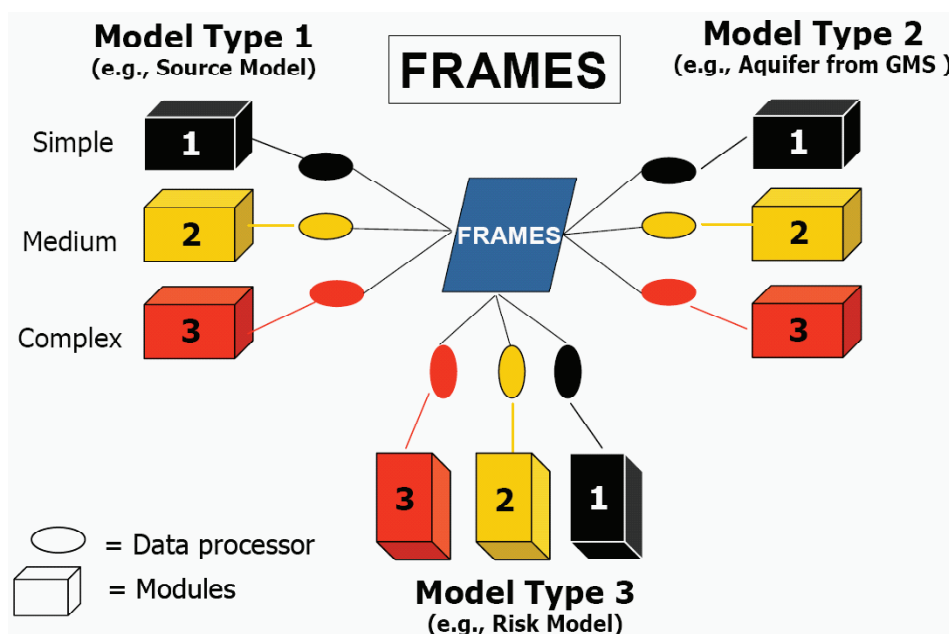 Model Type 1
(e.g., Source Model)
FRAMES
Model Type 2
(e.g., Aquifer from GMS )
Simple
1
1
Medium
2
FRAMES
2
Complex
3
3
3
2
1
= Data processor
= Modules
Model Type 3
(e.g., Risk Model)